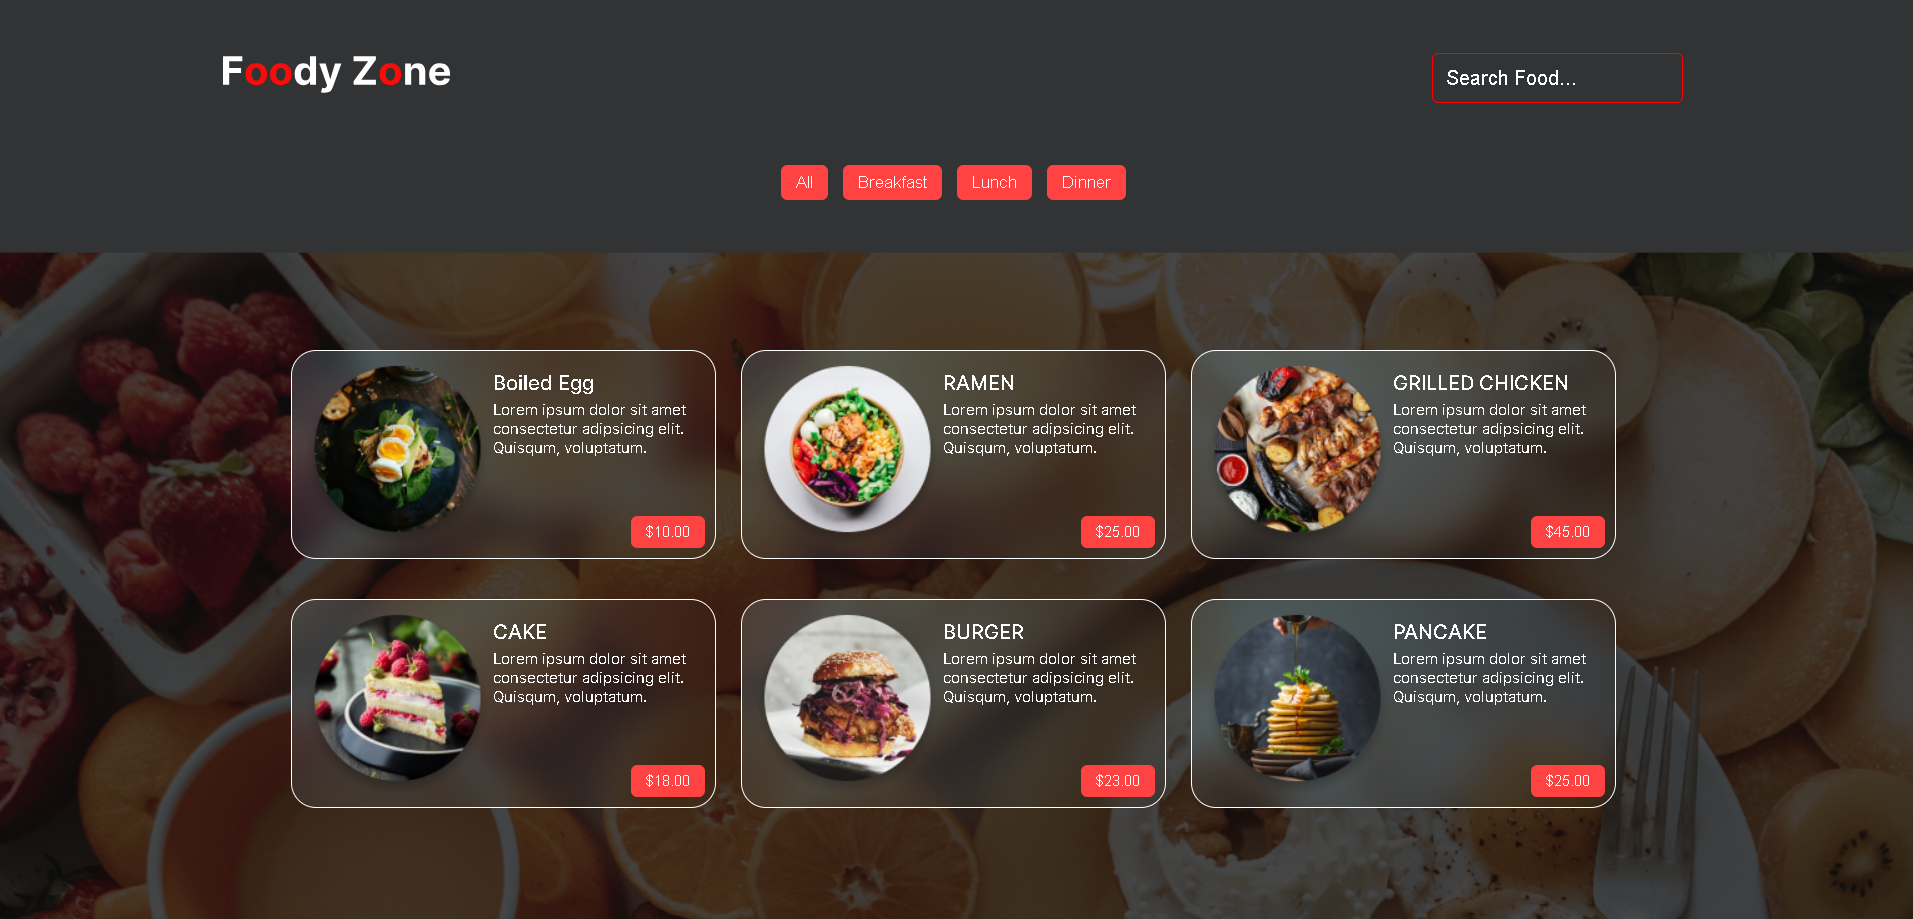 Foody Zone
Search Food...
All
Breakfast
Lunch
Dinner
Boiled Egg
Lorem ipsum dolor sit amet
consectetur adipsicing elit.
Quisqum, voluptatum.
$10.00
RAMEN
Lorem ipsum dolor sit amet
consectetur adipsicing elit.
Quisqum, voluptatum.
$25.00
GRILLED CHICKEN
Lorem ipsum dolor sit amet
consectetur adipsicing elit.
Quisqum, voluptatum.
$45.00
CAKE
Lorem ipsum dolor sit amet
consectetur adipsicing elit.
Quisqum, voluptatum.
$18.00
BURGER
Lorem ipsum dolor sit amet
consectetur adipsicing elit.
Quisqum, voluptatum.
$23.00
PANCAKE
Lorem ipsum dolor sit amet
consectetur adipsicing elit.
Quisqum, voluptatum.
$25.00